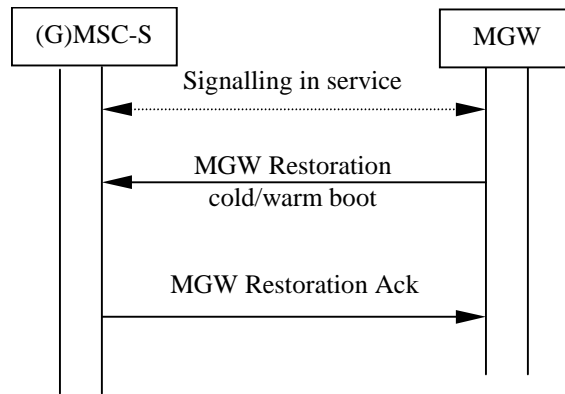 (G)MSC-S
MGW
Signalling in service
MGW Restoration
cold/warm boot
MGW Restoration Ack